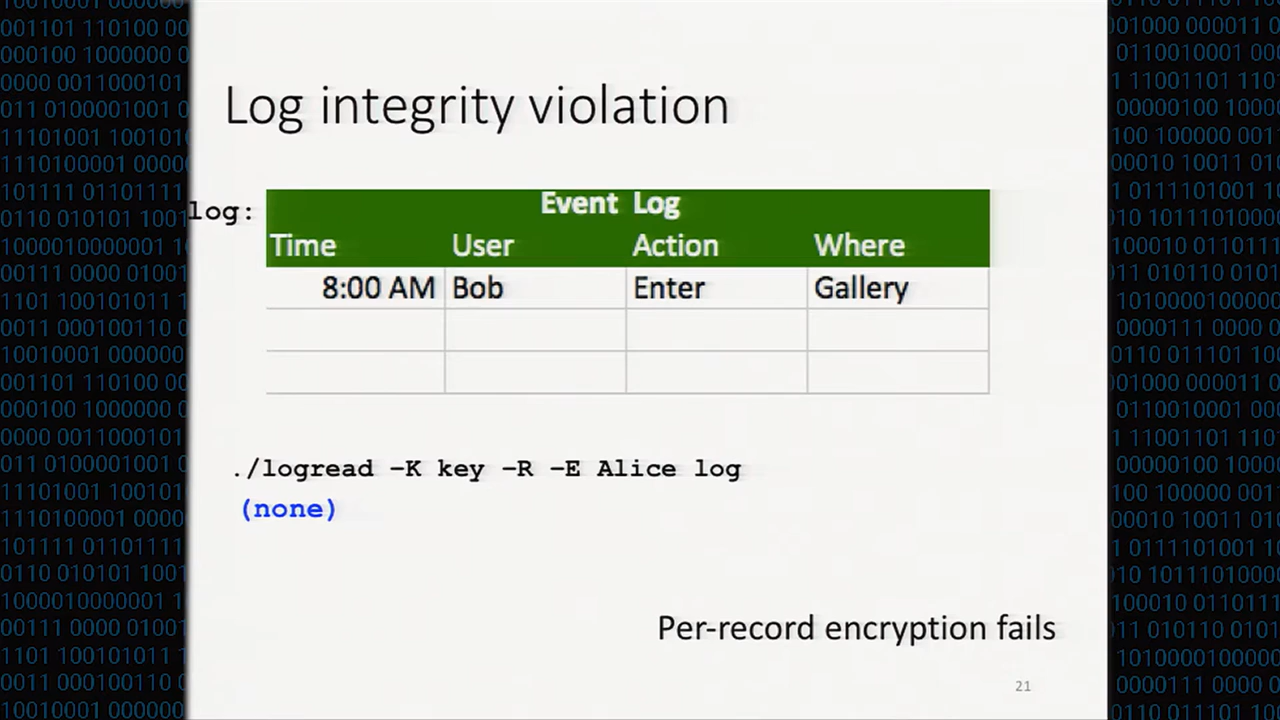 Log integrity violation
log:
Event Log
Time User Action Where
8:00 AM Bob Enter Gallery
./logread –K key –R –E Alice log
(none)
Per-record encryption fails
21